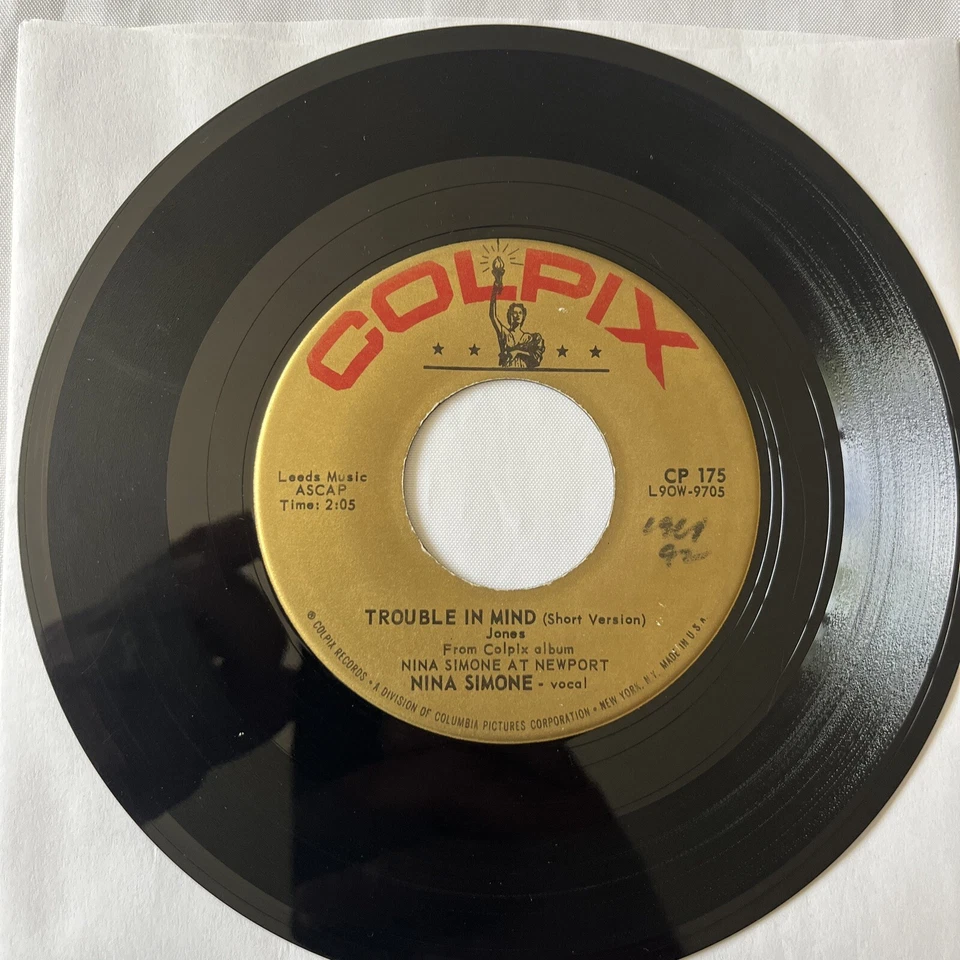 COLPIX
Leeds Music
ASCAP
Time: 2:05
CP 175
L9OW-9705
1961
92
TROUBLE IN MIND (Short Version)
Jones
From Colpix album
NINA SIMONE AT NEWPORT
NINA SIMONE - vocal
® COLPIX RECORDS • A DIVISION OF COLUMBIA PICTURES CORPORATION • NEW YORK, N.Y. MADE IN U.S.A